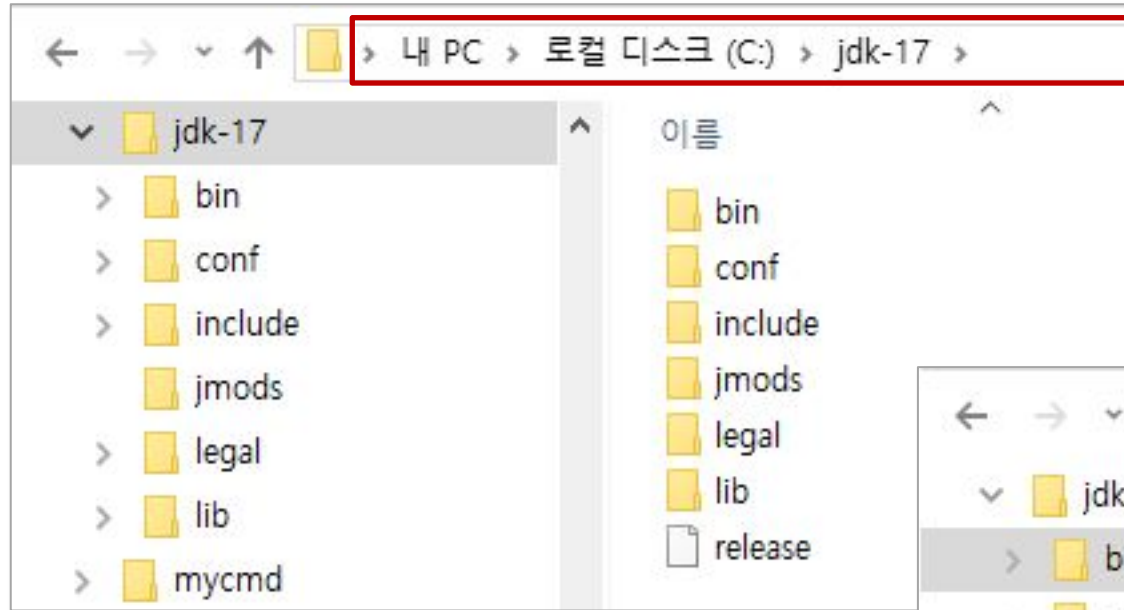 내 PC > 로컬 디스크 (C:) > jdk-17 >
jdk-17
bin
conf
include
jmods
legal
lib
mycmd
이름
bin
conf
include
jmods
legal
lib
release
jdk
b